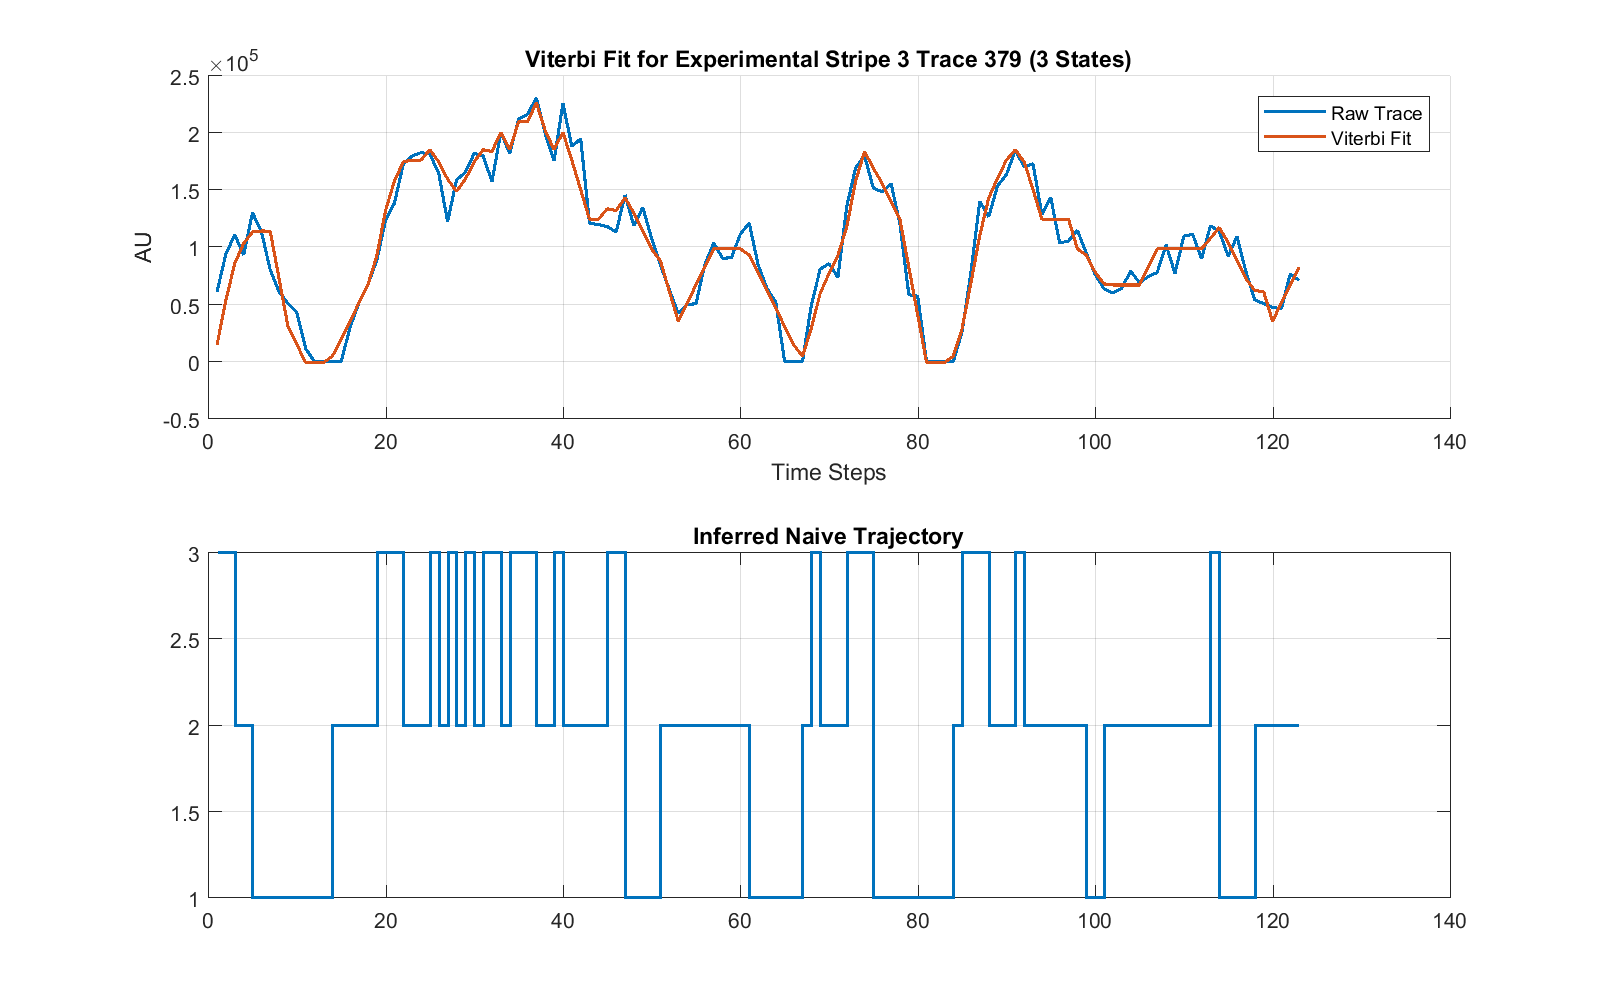 Viterbi Fit for Experimental Stripe 3 Trace 379 (3 States)
×10^5
2.5
2
1.5
1
0.5
0
-0.5
AU
Raw Trace
Viterbi Fit
0 20 40 60 80 100 120 140
Time Steps
Inferred Naive Trajectory
3
2.5
2
1.5
1
0 20 40 60 80 100 120 140